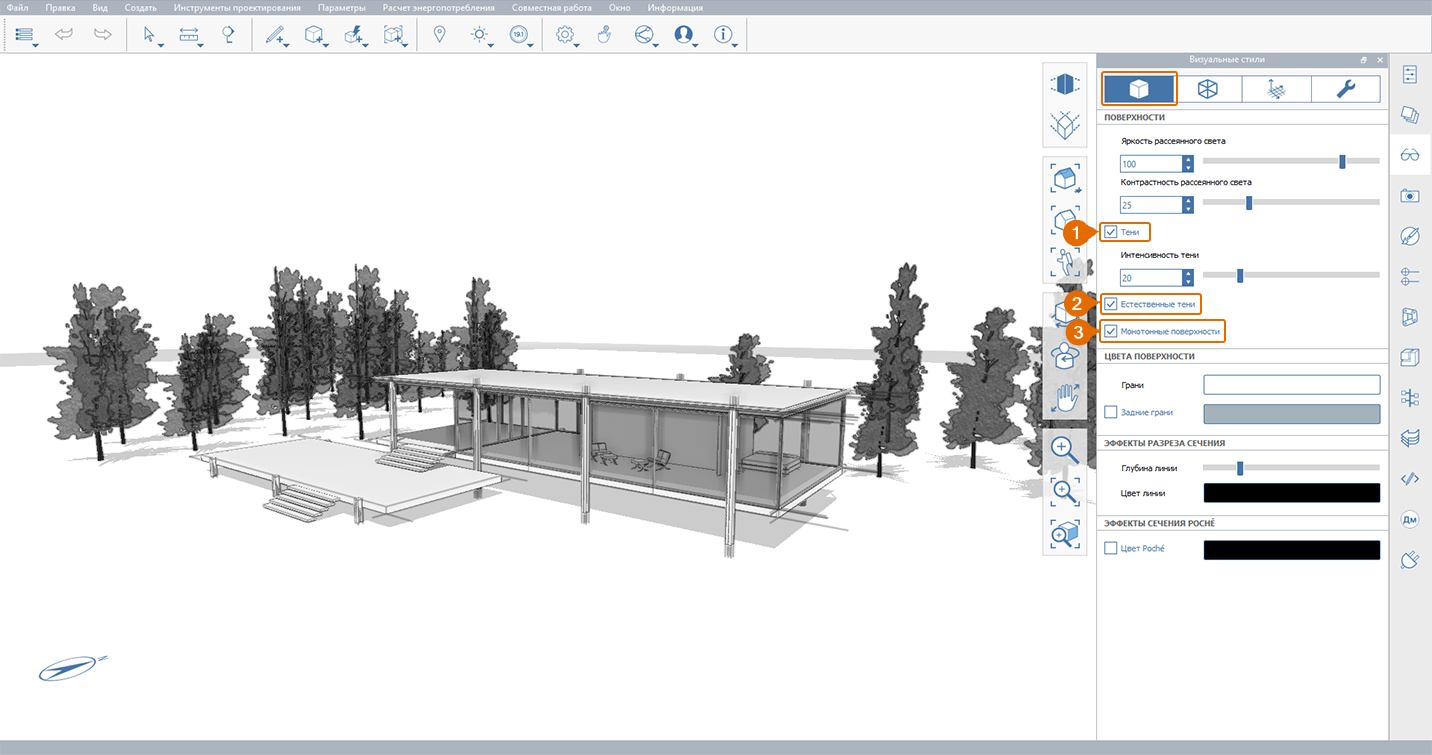 Файл Правка Вид Создать Инструменты проектирования Параметры Расчет энергопотребления Совместная работа Окно Информация
19.1
Визуальные стили
ПОВЕРХНОСТИ
Яркость рассеянного света
100
Контрастность рассеянного света
25
1 Тени
Интенсивность тени
20
2 Естественные тени
3 Монотонные поверхности
ЦВЕТА ПОВЕРХНОСТИ
Грани
Задние грани
ЭФФЕКТЫ РАЗРЕЗА СЕЧЕНИЯ
Глубина линии
Цвет линии
ЭФФЕКТЫ СЕЧЕНИЯ POCHÉ
Цвет Poché
Дм
N